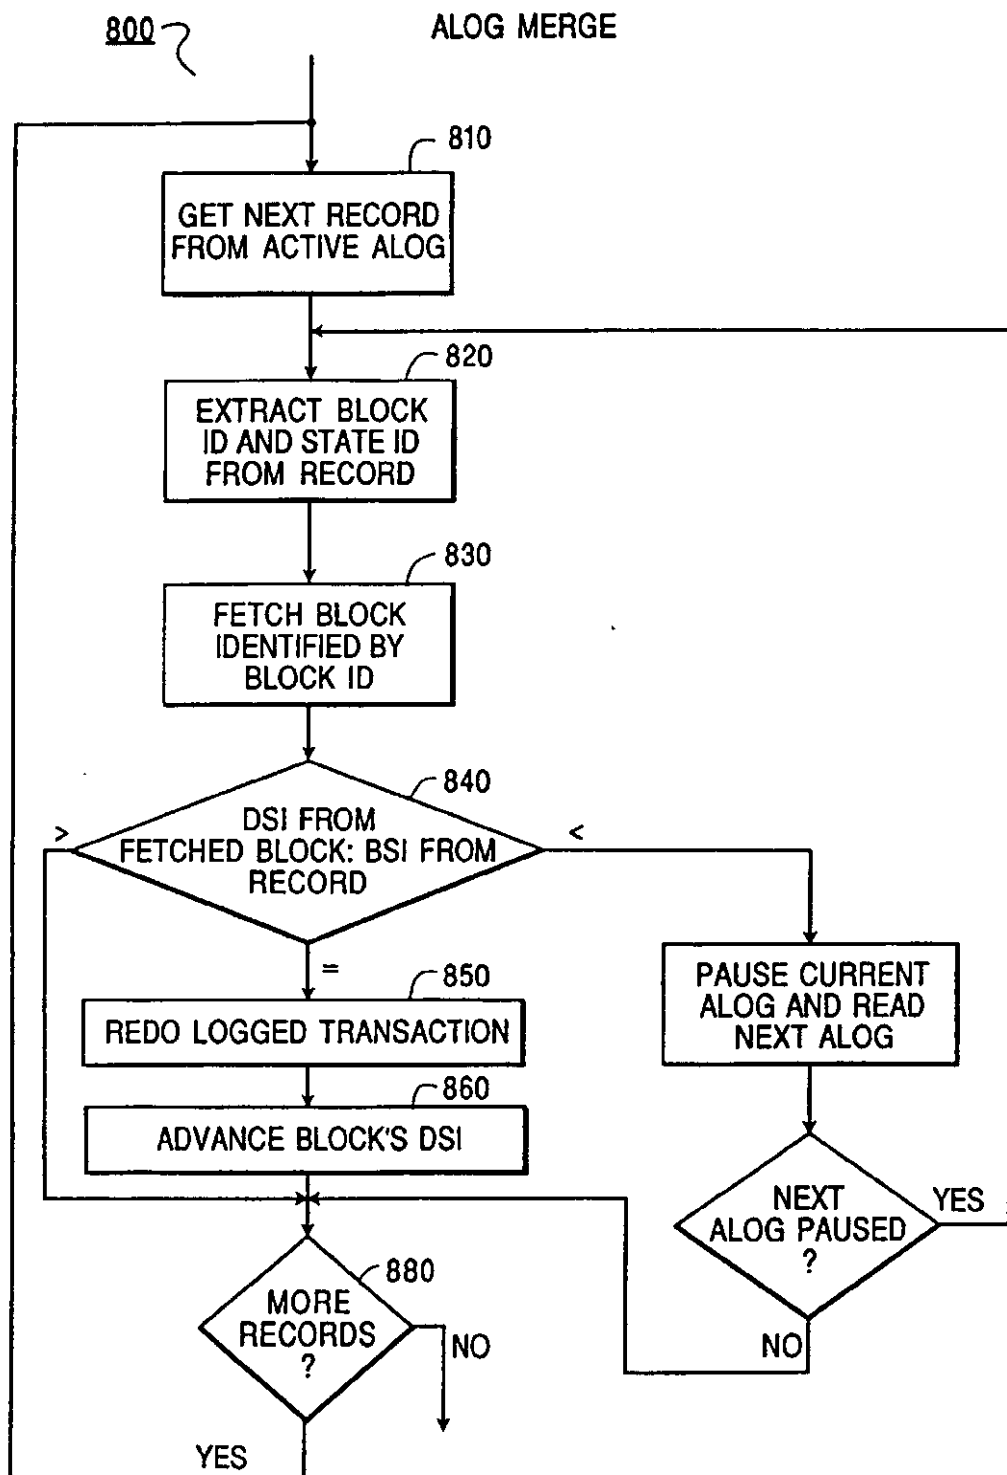 800
ALOG MERGE
810
GET NEXT RECORD
FROM ACTIVE ALOG
820
EXTRACT BLOCK
ID AND STATE ID
FROM RECORD
830
FETCH BLOCK
IDENTIFIED BY
BLOCK ID
840
DSI FROM
FETCHED BLOCK: BSI FROM
RECORD
>
<
=
850
REDO LOGGED TRANSACTION
PAUSE CURRENT
ALOG AND READ
NEXT ALOG
860
ADVANCE BLOCK'S DSI
NEXT
ALOG PAUSED
?
YES
NO
880
MORE
RECORDS
?
NO
YES